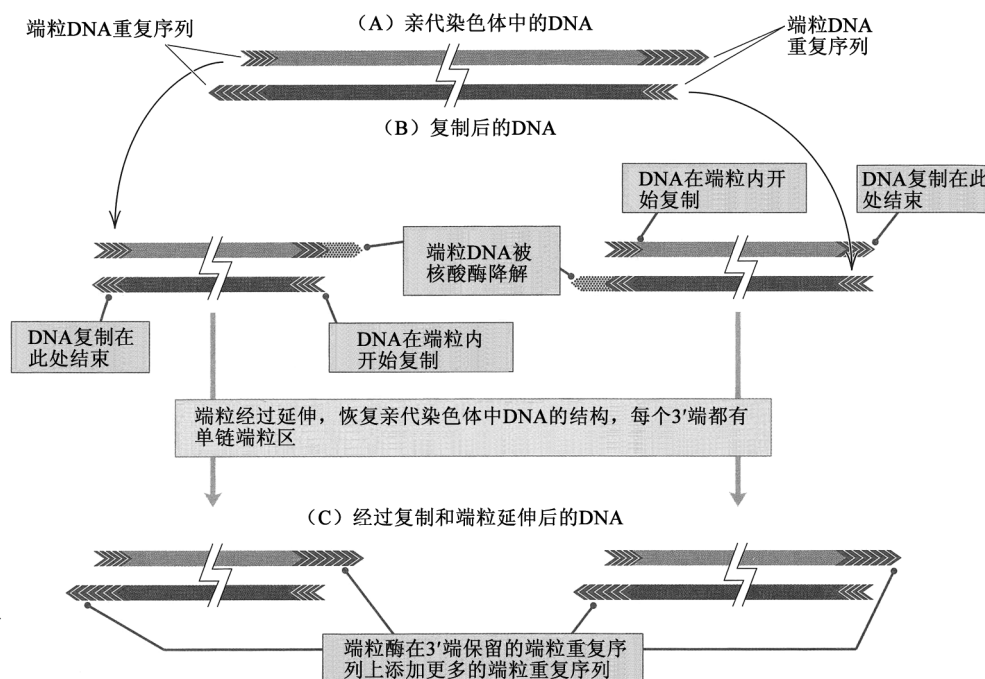 (A)亲代染色体中的DNA
端粒DNA重复序列
端粒DNA
重复序列
(B)复制后的DNA
DNA在端粒内开
始复制
DNA复制在此
处结束
端粒DNA被
核酸酶降解
DNA复制在
此处结束
DNA在端粒内
开始复制
端粒经过延伸，恢复亲代染色体中DNA的结构，每个3′端都有
单链端粒区
(C)经过复制和端粒延伸后的DNA
端粒酶在3′端保留的端粒重复序
列上添加更多的端粒重复序列